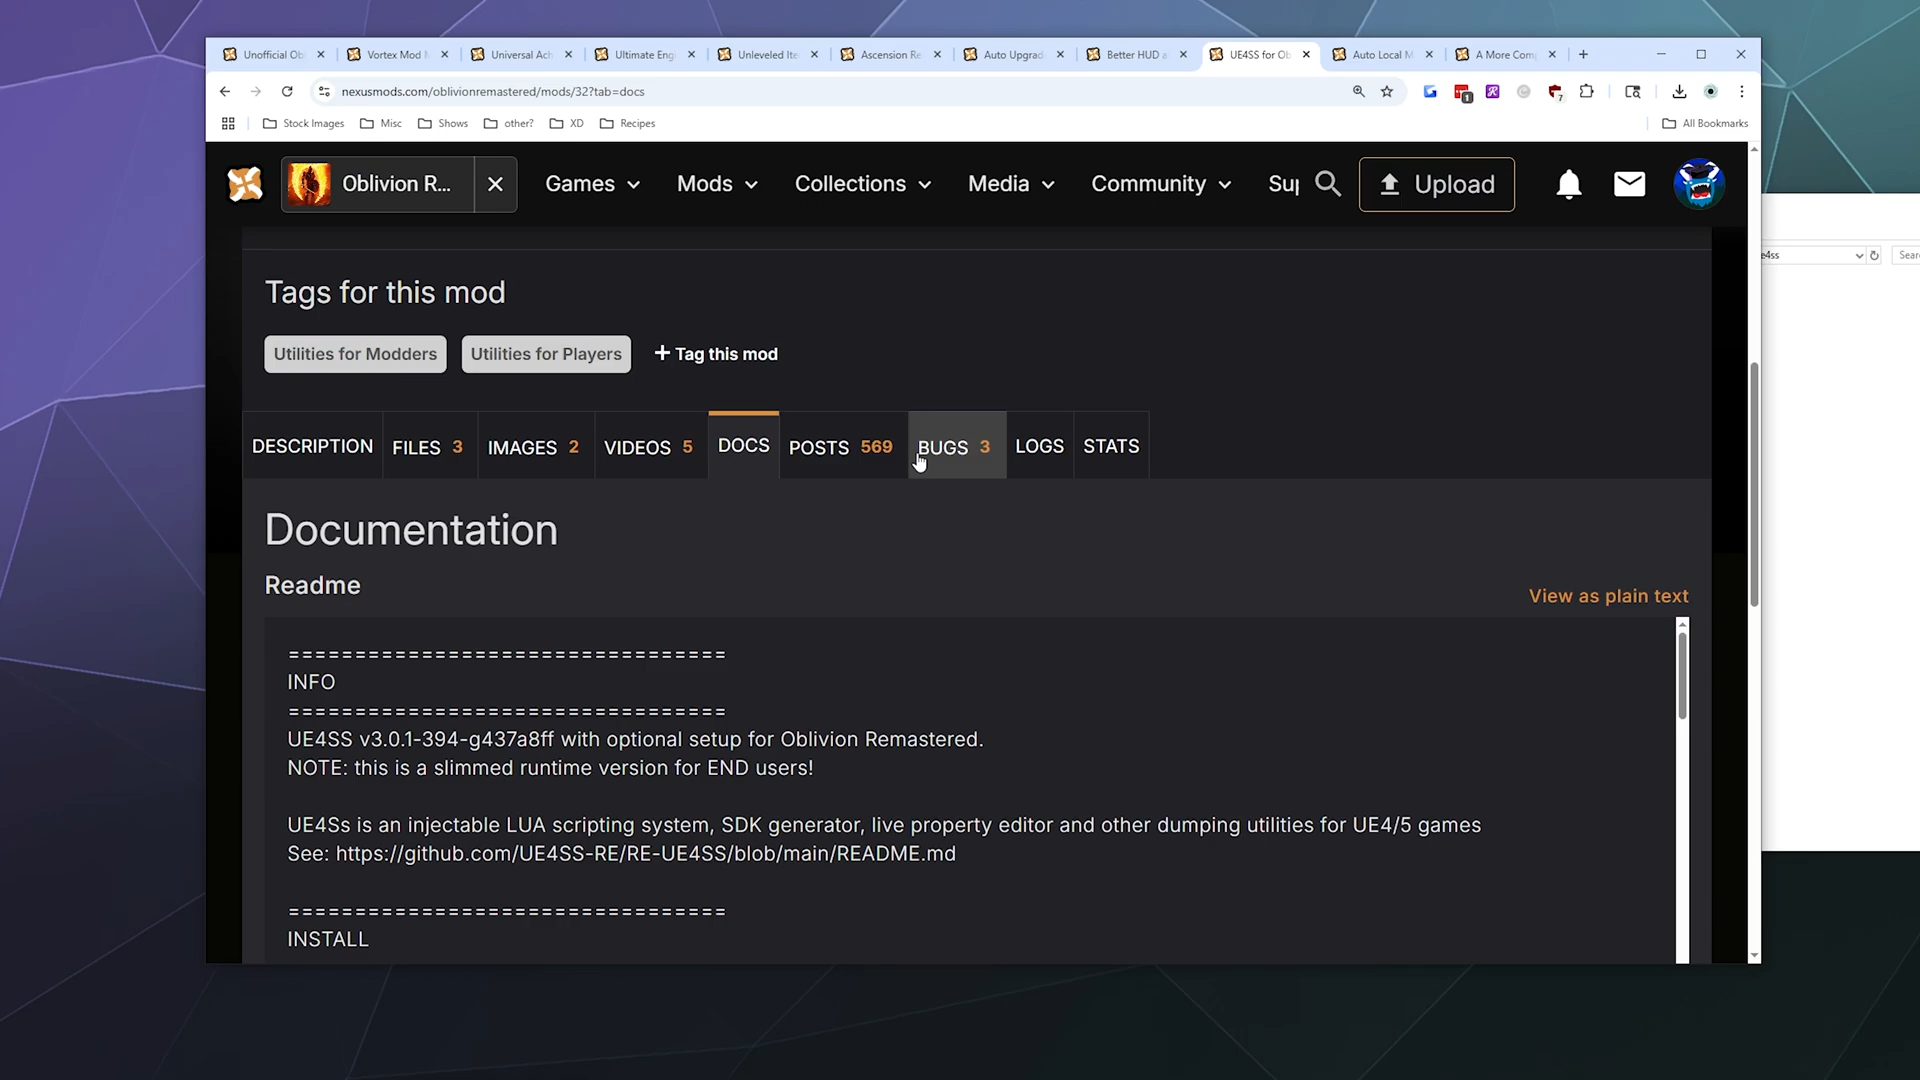 Unofficial Ob
Vortex Mod M
Universal Ach
Ultimate Engi
Unleveled Ite
Ascension Re
Auto Upgrad
Better HUD a
UE4SS for Ob
Auto Local M
A More Com
nexusmods.com/oblivionremastered/mods/32?tab=docs
1
7
Stock Images
Misc
Shows
other?
XD
Recipes
All Bookmarks
Oblivion R...
Games
Mods
Collections
Media
Community
Sup
Upload
e4ss
Sear
Tags for this mod
Utilities for Modders
Utilities for Players
+ Tag this mod
DESCRIPTION
FILES 3
IMAGES 2
VIDEOS 5
DOCS
POSTS 569
BUGS 3
LOGS
STATS
Documentation
Readme
View as plain text
=================================
INFO
=================================
UE4SS v3.0.1-394-g437a8ff with optional setup for Oblivion Remastered.
NOTE: this is a slimmed runtime version for END users!
UE4Ss is an injectable LUA scripting system, SDK generator, live property editor and other dumping utilities for UE4/5 games
See: https://github.com/UE4SS-RE/RE-UE4SS/blob/main/README.md
=================================
INSTALL